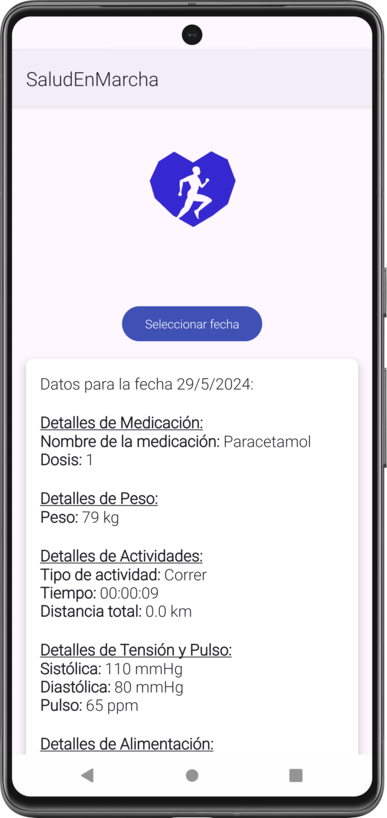 SaludEnMarcha
Seleccionar fecha
Datos para la fecha 29/5/2024:
Detalles de Medicación:
Nombre de la medicación: Paracetamol
Dosis: 1
Detalles de Peso:
Peso: 79 kg
Detalles de Actividades:
Tipo de actividad: Correr
Tiempo: 00:00:09
Distancia total: 0.0 km
Detalles de Tensión y Pulso:
Sistólica: 110 mmHg
Diastólica: 80 mmHg
Pulso: 65 ppm
Detalles de Alimentación: